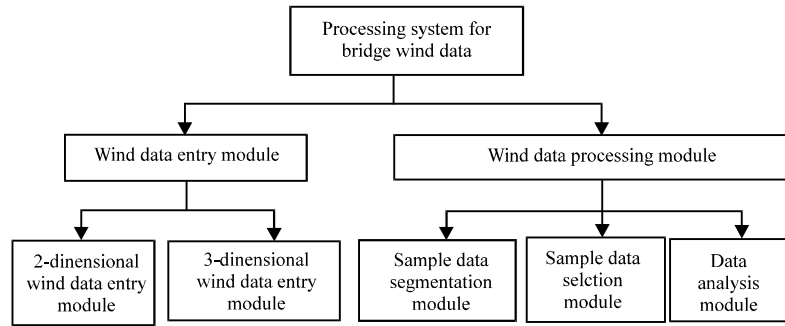 Processing system for
bridge wind data
Wind data entry module
Wind data processing module
2-dinensional
wind data entry
module
3-dinensional
wind data entry
module
Sample data
segmentation
module
Sample data
selction
module
Data
analysis
module